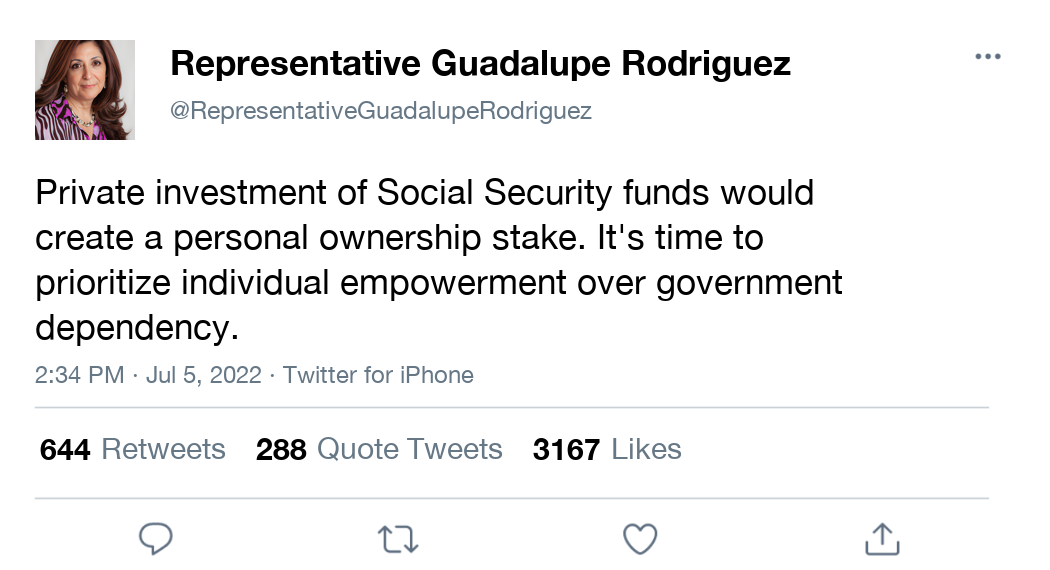 Representative Guadalupe Rodriguez
@RepresentativeGuadalupeRodriguez
Private investment of Social Security funds would
create a personal ownership stake. It's time to
prioritize individual empowerment over government
dependency.
2:34 PM · Jul 5, 2022 · Twitter for iPhone
644 Retweets 288 Quote Tweets 3167 Likes